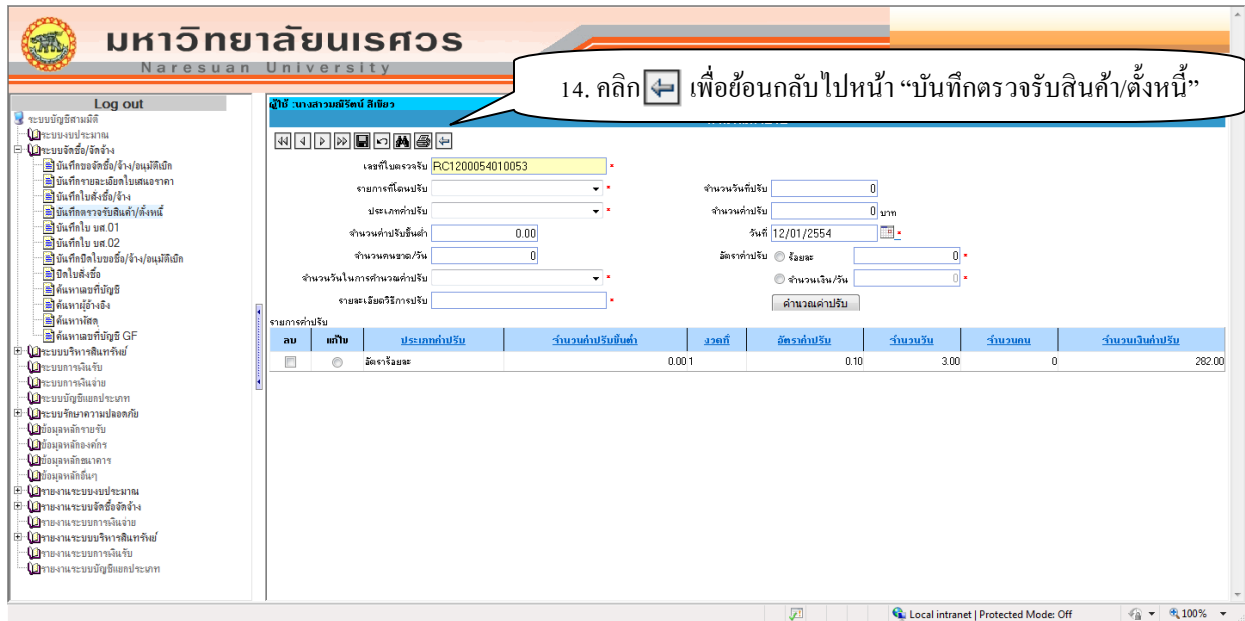 มหาวิทยาลัยนเรศวร
Naresuan University
14. คลิก เพื่อย้อนกลับไปหน้า “บันทึกตรวจรับสินค้า/ตั้งหนี้”
Log out
ระบบบัญชีสามมิติ
ระบบงบประมาณ
ระบบจัดซื้อ/จัดจ้าง
บันทึกขอจัดซื้อ/จ้าง/อนุมัติเบิก
บันทึกรายละเอียดใบเสนอราคา
บันทึกใบสั่งซื้อ/จ้าง
บันทึกตรวจรับสินค้า/ตั้งหนี้
บันทึกใบ บส.01
บันทึกใบ บส.02
บันทึกปิดใบขอซื้อ/จ้าง/อนุมัติเบิก
ปิดใบสั่งซื้อ
ค้นหาเลขที่บัญชี
ค้นหาผู้อ้างอิง
ค้นหาพัสดุ
ค้นหาเลขที่บัญชี GF
ระบบบริหารสินทรัพย์
ระบบการเงินรับ
ระบบการเงินจ่าย
ระบบบัญชีแยกประเภท
ระบบรักษาความปลอดภัย
ข้อมูลหลักรายรับ
ข้อมูลหลักองค์กร
ข้อมูลหลักธนาคาร
ข้อมูลหลักอื่นๆ
รายงานระบบงบประมาณ
รายงานระบบจัดซื้อจัดจ้าง
รายงานระบบการเงินจ่าย
รายงานระบบบริหารสินทรัพย์
รายงานระบบการเงินรับ
รายงานระบบบัญชีแยกประเภท
ผู้ใช้ :นางสาวมณีรัตน์ สีเขียว
เลขที่ใบตรวจรับ RC1200054010053 *
รายการที่โดนปรับ * จำนวนวันที่ปรับ 0
ประเภทค่าปรับ * จำนวนค่าปรับ 0 บาท
จำนวนค่าปรับขั้นต่ำ 0.00 วันที่ 12/01/2554 *
จำนวนคนขาด/วัน 0 อัตราค่าปรับ ร้อยละ 0 *
จำนวนวันในการคำนวณค่าปรับ * จำนวนเงิน/วัน 0 *
รายละเอียดวิธีการปรับ * คำนวณค่าปรับ
รายการค่าปรับ
ลบ แก้ไข ประเภทค่าปรับ จำนวนค่าปรับขั้นต่ำ งวดที่ อัตราค่าปรับ จำนวนวัน จำนวนคน จำนวนเงินค่าปรับ
อัตราร้อยละ 0.00 1 0.10 3.00 0 282.00
Local intranet | Protected Mode: Off 100%